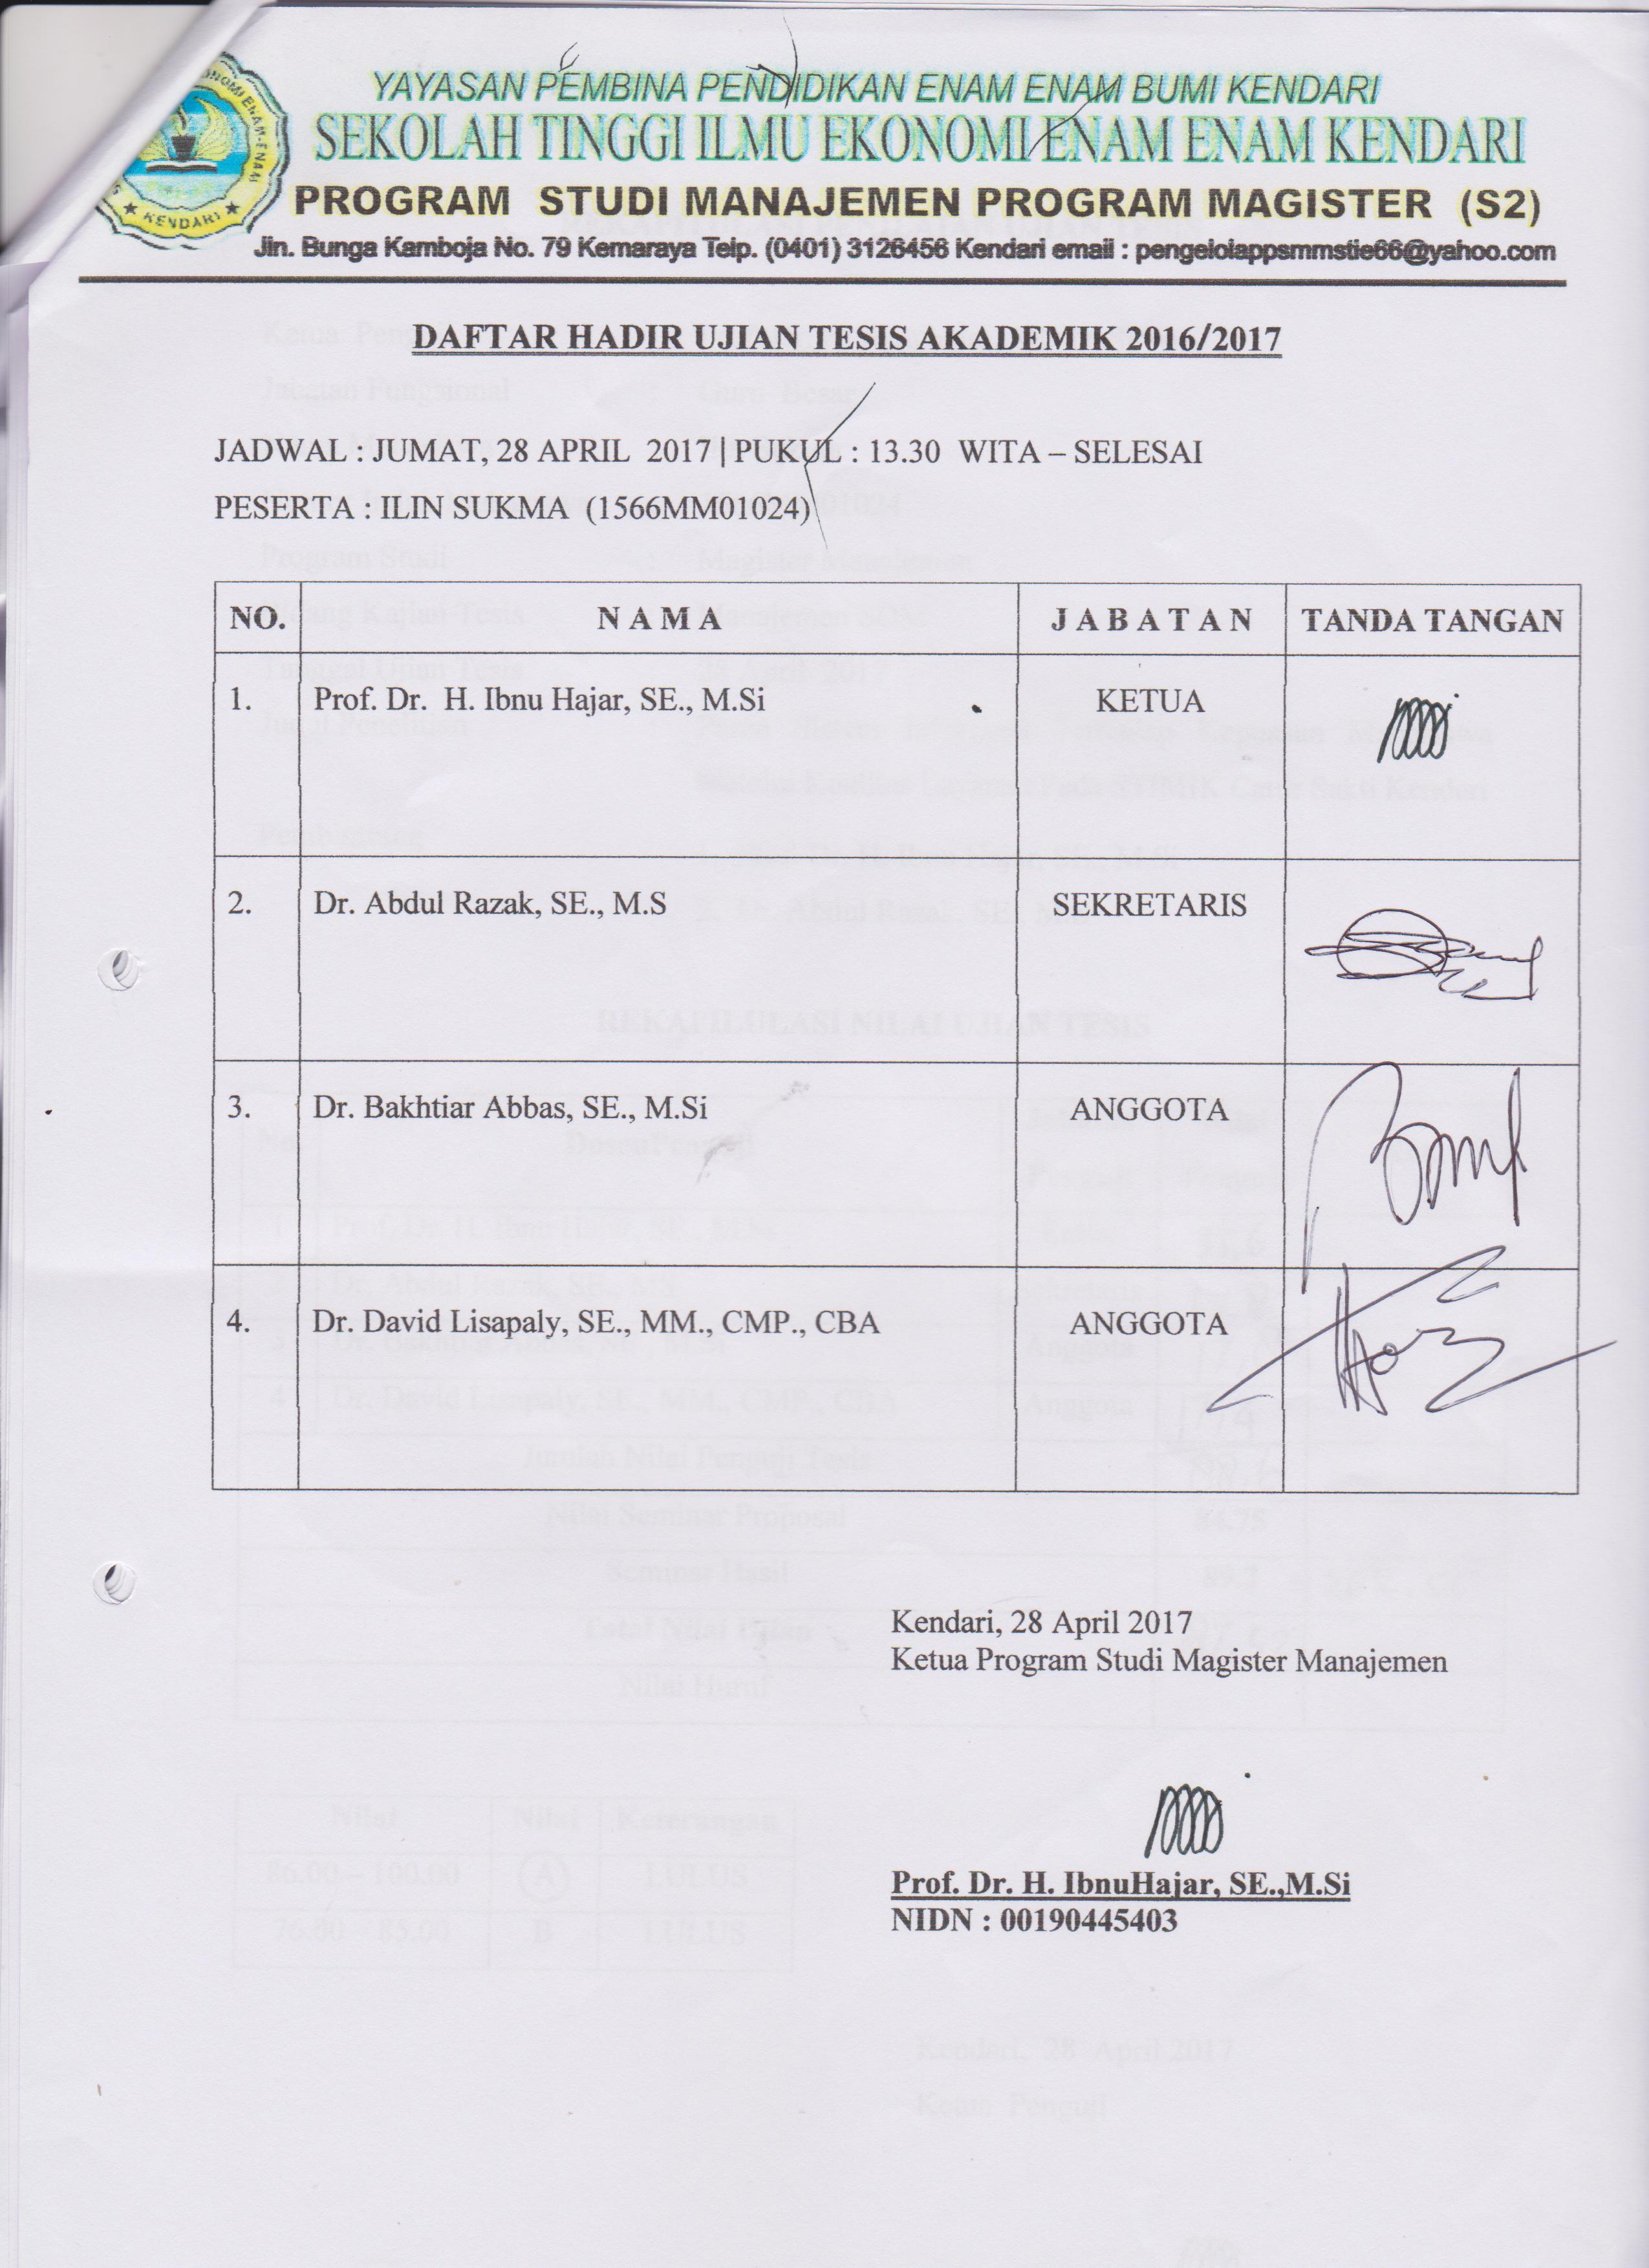 YAYASAN PEMBINA PENDIDIKAN ENAM ENAM BUMI KENDARI
SEKOLAH TINGGI ILMU EKONOMI ENAM ENAM KENDARI
PROGRAM STUDI MANAJEMEN PROGRAM MAGISTER (S2)
Jln. Bunga Kamboja No. 79 Kemaraya Telp. (0401) 3126456 Kendari email : pengelolappsmmstie66@yahoo.com
KENDARI
DAFTAR HADIR UJIAN TESIS AKADEMIK 2016/2017
JADWAL : JUMAT, 28 APRIL 2017 | PUKUL : 13.30 WITA – SELESAI
PESERTA : ILIN SUKMA (1566MM01024)
NO. N A M A J A B A T A N TANDA TANGAN
1. Prof. Dr. H. Ibnu Hajar, SE., M.Si KETUA
2. Dr. Abdul Razak, SE., M.S SEKRETARIS
3. Dr. Bakhtiar Abbas, SE., M.Si ANGGOTA
4. Dr. David Lisapaly, SE., MM., CMP., CBA ANGGOTA
Kendari, 28 April 2017
Ketua Program Studi Magister Manajemen
Prof. Dr. H. IbnuHajar, SE.,M.Si
NIDN : 00190445403